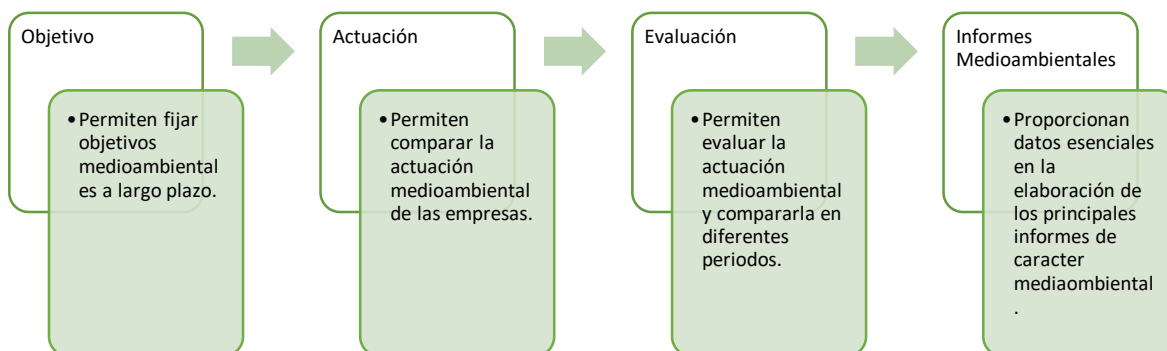 Objetivo
•Permiten fijar
objetivos
medioambiental
es a largo plazo.
Actuación
•Permiten
comparar la
actuación
medioambiental
de las empresas.
Evaluación
•Permiten
evaluar la
actuación
medioambiental
y compararla en
diferentes
periodos.
Informes
Medioambientales
•Proporcionan
datos esenciales
en la
elaboración de
los principales
informes de
caracter
mediaombiental
.